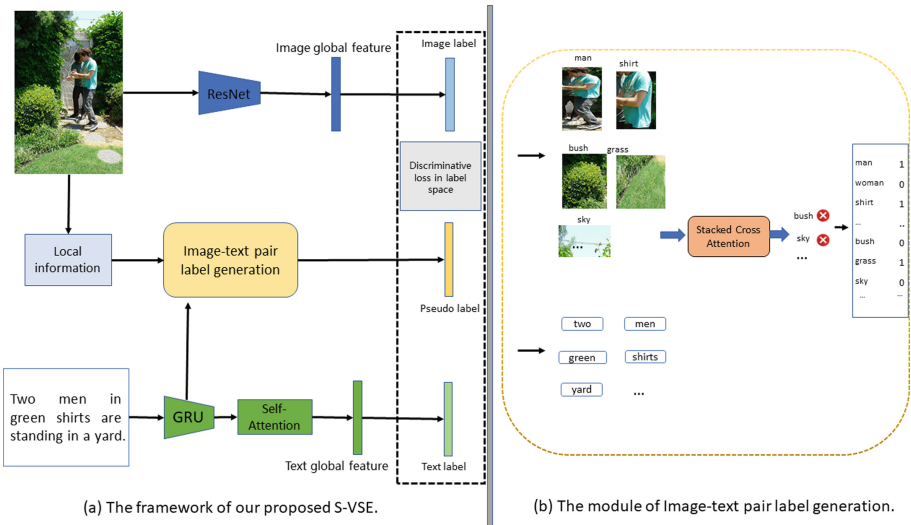 Image global feature
Image label
ResNet
Discriminative
loss in label
space
Local
information
Image-text pair
label generation
Pseudo label
Two men in
green shirts are
standing in a yard.
GRU
Self-
Attention
Text global feature
Text label
(a) The framework of our proposed S-VSE.
man
shirt
bush
grass
sky
...
Stacked Cross
Attention
bush
sky
...
man 1
woman 0
shirt 1
... ..
bush 0
grass 1
sky 0
... ...
two
men
green
shirts
yard
...
(b) The module of Image-text pair label generation.